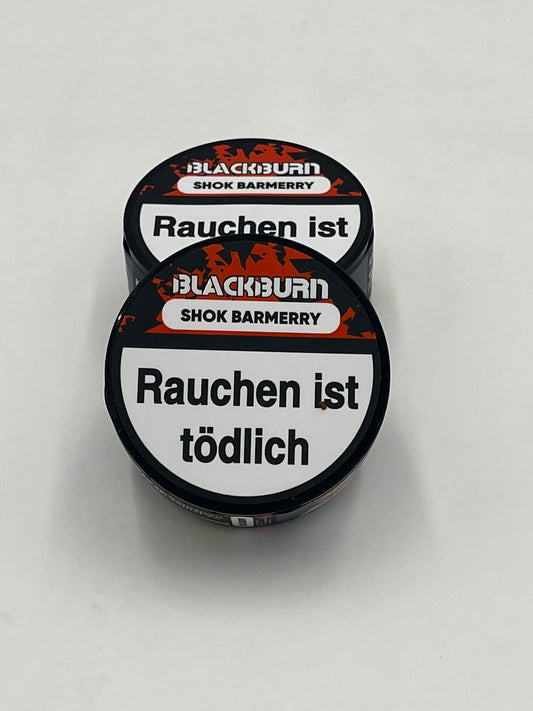 BLACKBURN
SHOK BARMERRY
Rauchen ist
BLACKBURN
SHOK BARMERRY
Rauchen ist
tödlich